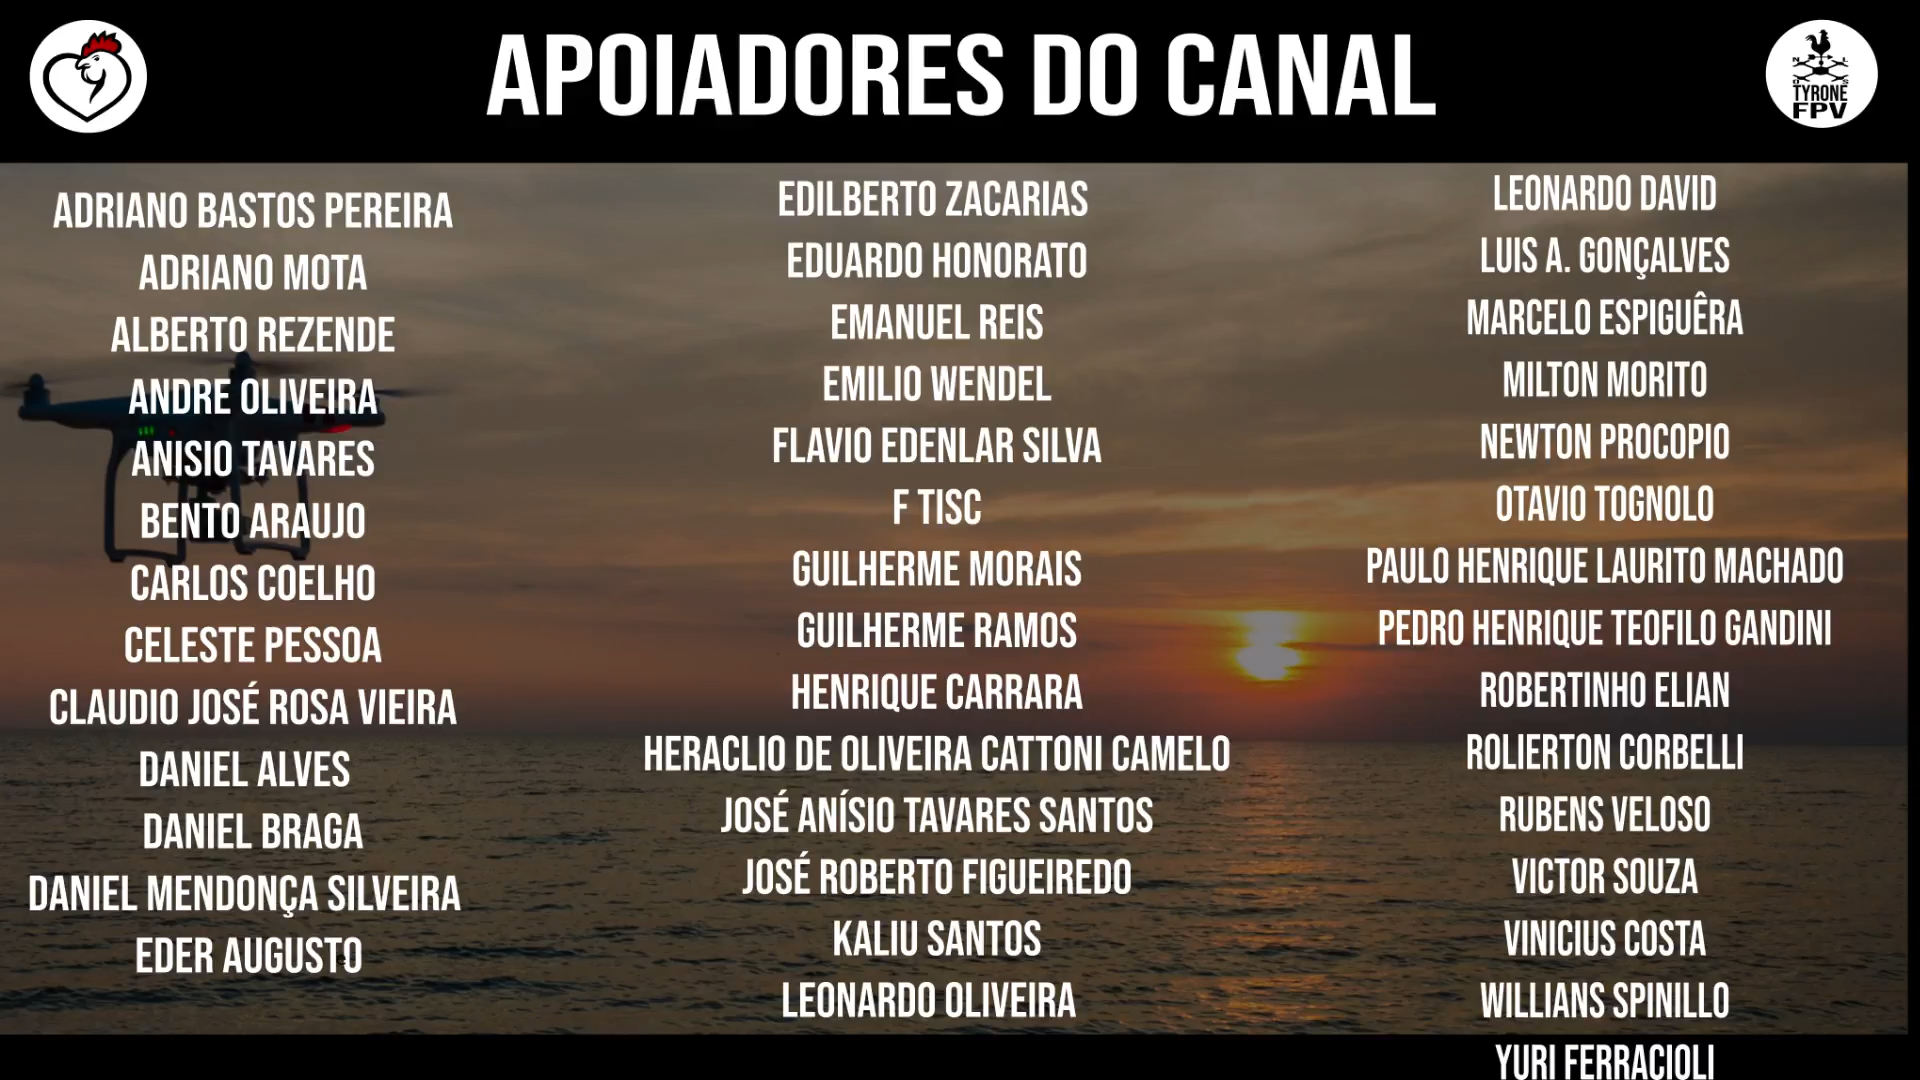 APOIADORES DO CANAL
N L
O S
TYRONE
FPV
ADRIANO BASTOS PEREIRA
ADRIANO MOTA
ALBERTO REZENDE
ANDRE OLIVEIRA
ANISIO TAVARES
BENTO ARAUJO
CARLOS COELHO
CELESTE PESSOA
CLAUDIO JOSÉ ROSA VIEIRA
DANIEL ALVES
DANIEL BRAGA
DANIEL MENDONÇA SILVEIRA
EDER AUGUSTO
EDILBERTO ZACARIAS
EDUARDO HONORATO
EMANUEL REIS
EMILIO WENDEL
FLAVIO EDENLAR SILVA
F TISC
GUILHERME MORAIS
GUILHERME RAMOS
HENRIQUE CARRARA
HERACLIO DE OLIVEIRA CATTONI CAMELO
JOSÉ ANÍSIO TAVARES SANTOS
JOSÉ ROBERTO FIGUEIREDO
KALIU SANTOS
LEONARDO OLIVEIRA
LEONARDO DAVID
LUIS A. GONÇALVES
MARCELO ESPIGUÊRA
MILTON MORITO
NEWTON PROCOPIO
OTAVIO TOGNOLO
PAULO HENRIQUE LAURITO MACHADO
PEDRO HENRIQUE TEOFILO GANDINI
ROBERTINHO ELIAN
ROLIERTON CORBELLI
RUBENS VELOSO
VICTOR SOUZA
VINICIUS COSTA
WILLIANS SPINILLO
YURI FERRACIOLI